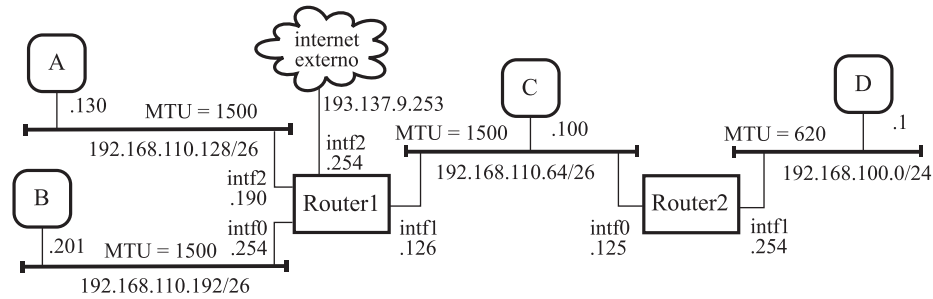 A
.130
MTU = 1500
192.168.110.128/26
internet
externo
193.137.9.253
intf2
.254
intf2
.190
Router1
B
.201
MTU = 1500
intf0
.254
192.168.110.192/26
C
.100
MTU = 1500
192.168.110.64/26
intf1
.126
intf0
.125
Router2
D
.1
MTU = 620
192.168.100.0/24
intf1
.254